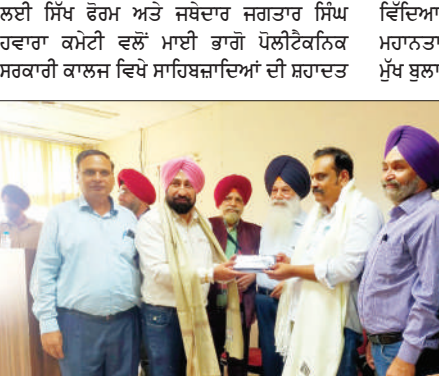 ਲਈ ਸਿੱਖ ਫੋਰਮ ਅਤੇ ਜਥੇਦਾਰ ਜਗਤਾਰ ਸਿੰਘ
ਹਵਾਰਾ ਕਮੇਟੀ ਵਲੋਂ ਮਾਈ ਭਾਗੋ ਪੋਲੀਟੈਕਨਿਕ
ਸਰਕਾਰੀ ਕਾਲਜ ਵਿਖੇ ਸਾਹਿਬਜ਼ਾਦਿਆਂ ਦੀ ਸ਼ਹਾਦਤ
ਵਿੱਦਿਆ
ਮਹਾਨਤਾ
ਮੁੱਖ ਬੁਲਾ